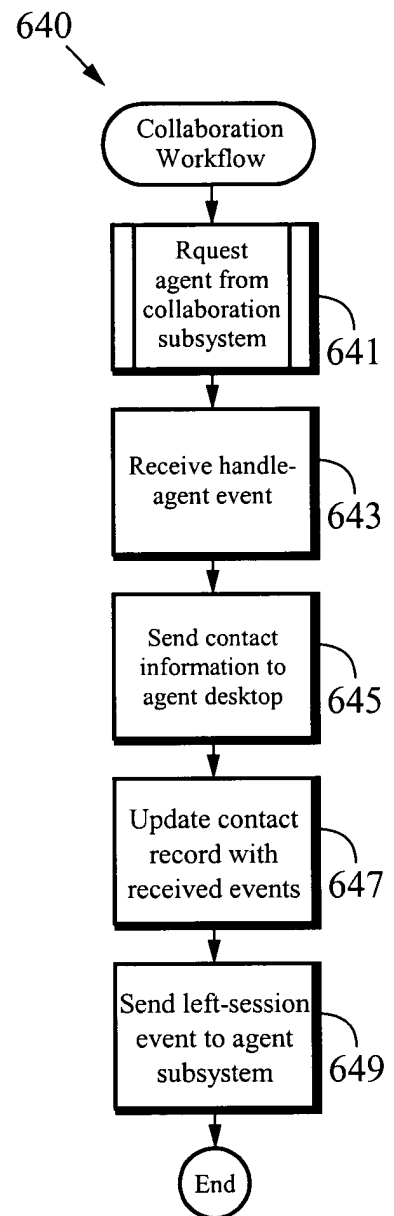 640
Collaboration
Workflow
Rquest
agent from
collaboration
subsystem
641
Receive handle-
agent event
643
Send contact
information to
agent desktop
645
Update contact
record with
received events
647
Send left-session
event to agent
subsystem
649
End